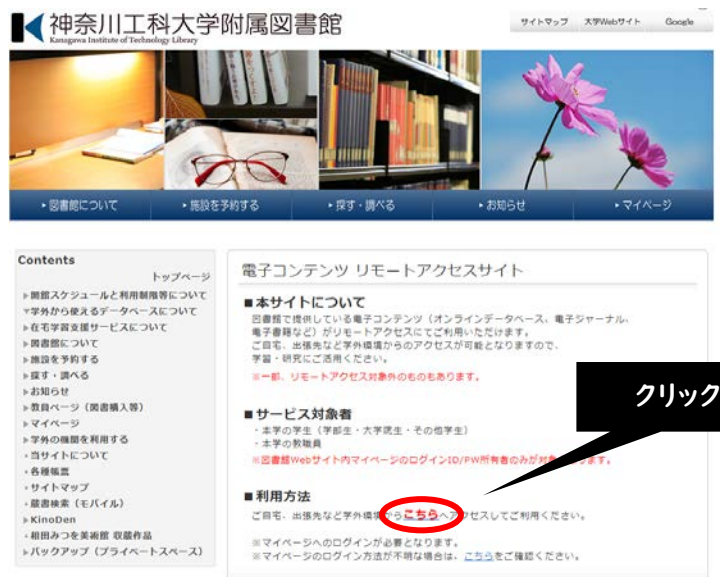 神奈川工科大学附属図書館
Kanagawa Institute of Technology Library
サイトマップ 大学Webサイト Google
▸図書館について ▸施設を予約する ▸探す・調べる ▸お知らせ ▸マイページ
Contents
トップページ
開館スケジュールと利用制限等について
学外から使えるデータベースについて
在宅学習支援サービスについて
図書館について
施設を予約する
探す・調べる
お知らせ
教員ページ（図書購入等）
マイページ
学外の機関を利用する
当サイトについて
各種帳票
サイトマップ
蔵書検索（モバイル）
KinoDen
相田みつを美術館 収蔵作品
バックアップ（プライベートスペース）
電子コンテンツ リモートアクセスサイト
■本サイトについて
図書館で提供している電子コンテンツ（オンラインデータベース、電子ジャーナル、
電子書籍など）がリモートアクセスにてご利用いただけます。
ご自宅、出張先など学外環境からのアクセスが可能となりますので、
学習・研究にご活用ください。
※一部、リモートアクセス対象外のものもあります。
クリック
■サービス対象者
・本学の学生（学部生・大学院生・その他学生）
・本学の教職員
※図書館Webサイト内マイページのログインID/PW所有者のみが対象 ります。
■利用方法
ご自宅、出張先など学外環境からこちらへアクセスしてご利用ください。
※マイページへのログインが必要となります。
※マイページのログイン方法が不明な場合は、こちらをご確認ください。